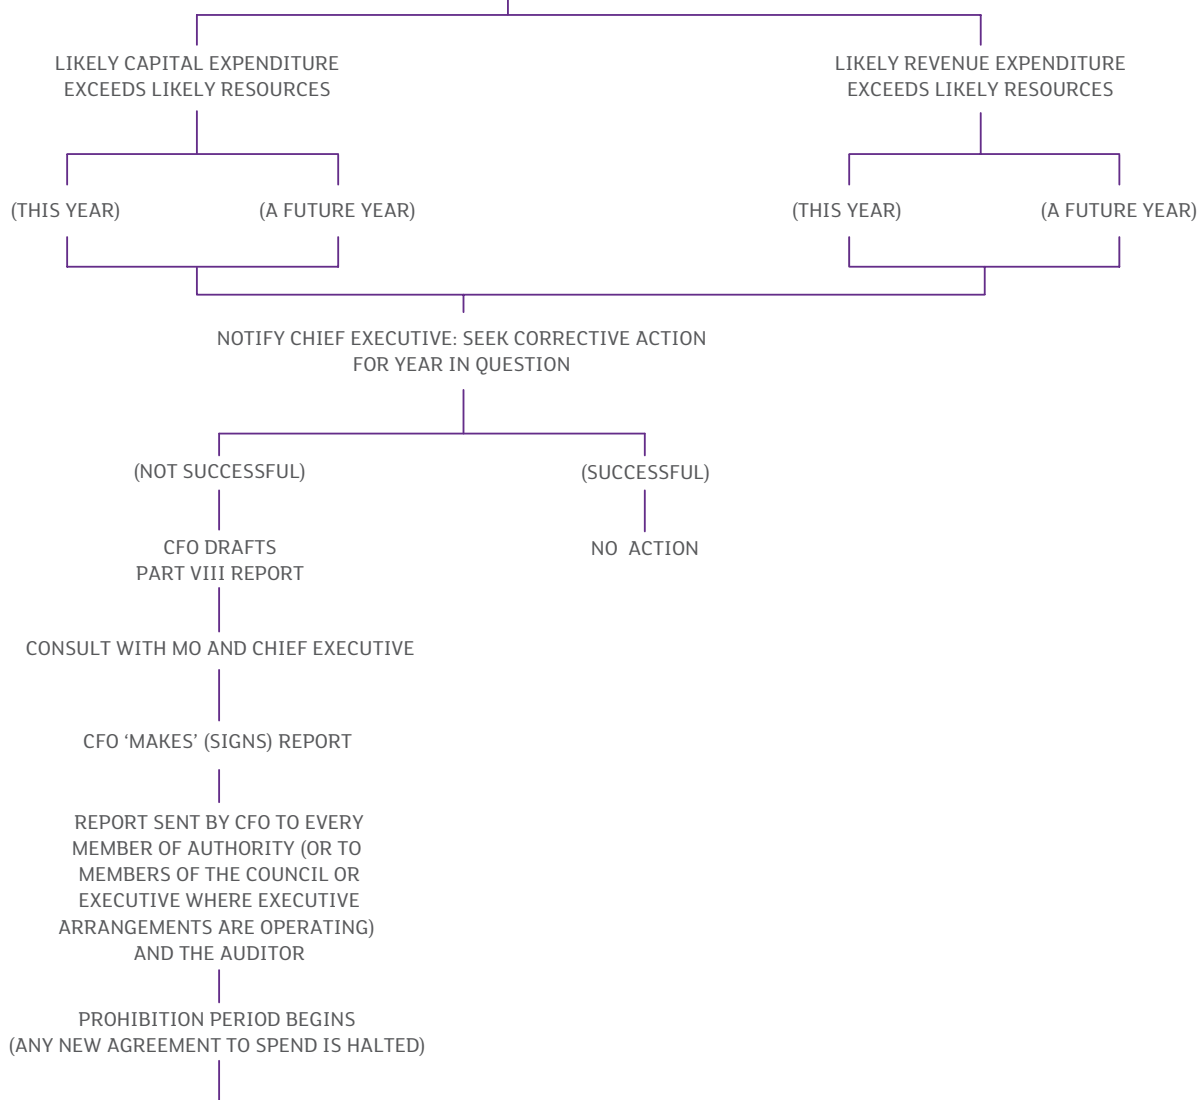 LIKELY CAPITAL EXPENDITURE
EXCEEDS LIKELY RESOURCES
LIKELY REVENUE EXPENDITURE
EXCEEDS LIKELY RESOURCES
(THIS YEAR)
(A FUTURE YEAR)
(THIS YEAR)
(A FUTURE YEAR)
NOTIFY CHIEF EXECUTIVE: SEEK CORRECTIVE ACTION
FOR YEAR IN QUESTION
(NOT SUCCESSFUL)
(SUCCESSFUL)
CFO DRAFTS
PART VIII REPORT
NO ACTION
CONSULT WITH MO AND CHIEF EXECUTIVE
CFO ‘MAKES’ (SIGNS) REPORT
REPORT SENT BY CFO TO EVERY
MEMBER OF AUTHORITY (OR TO
MEMBERS OF THE COUNCIL OR
EXECUTIVE WHERE EXECUTIVE
ARRANGEMENTS ARE OPERATING)
AND THE AUDITOR
PROHIBITION PERIOD BEGINS
(ANY NEW AGREEMENT TO SPEND IS HALTED)